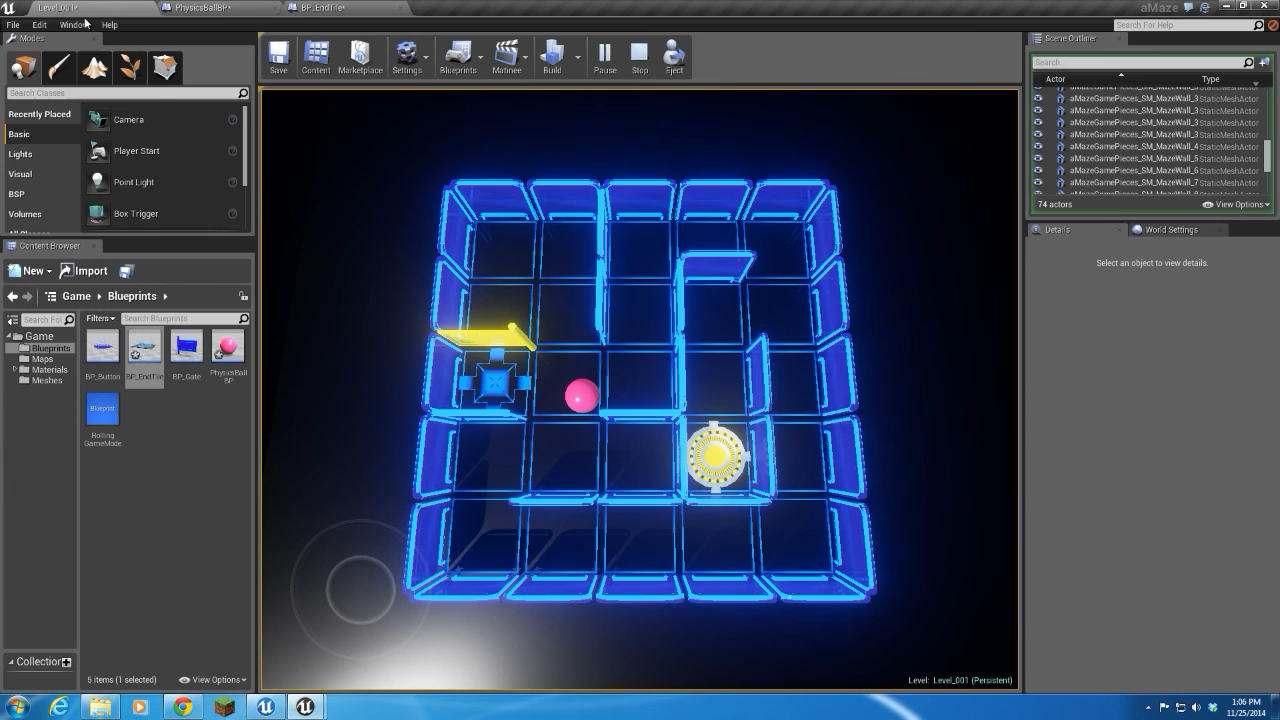 Level_001*
PhysicsBallBP*
BP_EndTile*
aMaze
File
Edit
Window
Help
Search For Help
Modes
Save
Content
Marketplace
Settings
Blueprints
Matinee
Build
Pause
Stop
Eject
Search Classes
Recently Placed
Basic
Lights
Visual
BSP
Volumes
Camera
Player Start
Point Light
Box Trigger
Content Browser
New
Import
Game
Blueprints
Search Fol
Filters
Search Blueprints
Game
Blueprints
Maps
Materials
Meshes
BP_Button
BP_EndTile
BP_Gate
PhysicsBall
BP
Blueprint
Rolling
GameMode
Collection
5 items (1 selected)
View Options
Level: Level_001 (Persistent)
Scene Outliner
Search
Actor
Type
aMazeGamePieces_SM_MazeWall_3 StaticMeshActor
aMazeGamePieces_SM_MazeWall_3 StaticMeshActor
aMazeGamePieces_SM_MazeWall_3 StaticMeshActor
aMazeGamePieces_SM_MazeWall_3 StaticMeshActor
aMazeGamePieces_SM_MazeWall_4 StaticMeshActor
aMazeGamePieces_SM_MazeWall_5 StaticMeshActor
aMazeGamePieces_SM_MazeWall_6 StaticMeshActor
aMazeGamePieces_SM_MazeWall_7 StaticMeshActor
74 actors
View Options
Details
World Settings
Select an object to view details.
1:06 PM
11/25/2014